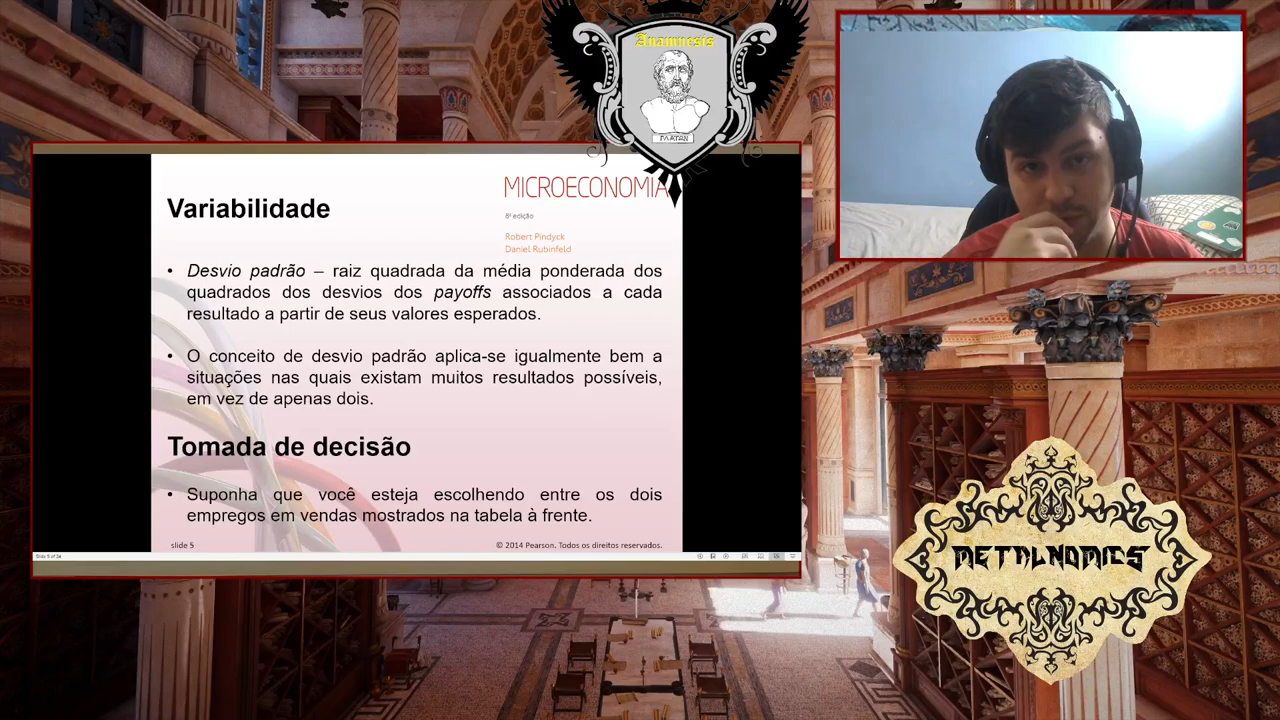 Anamnesis
PLATAN
MICROECONOMIA
8ª edição
Robert Pindyck
Daniel Rubinfeld
Variabilidade
• Desvio padrão – raiz quadrada da média ponderada dos
quadrados dos desvios dos payoffs associados a cada
resultado a partir de seus valores esperados.
• O conceito de desvio padrão aplica-se igualmente bem a
situações nas quais existam muitos resultados possíveis,
em vez de apenas dois.
Tomada de decisão
• Suponha que você esteja escolhendo entre os dois
empregos em vendas mostrados na tabela à frente.
slide 5
© 2014 Pearson. Todos os direitos reservados.
METALNOMICS